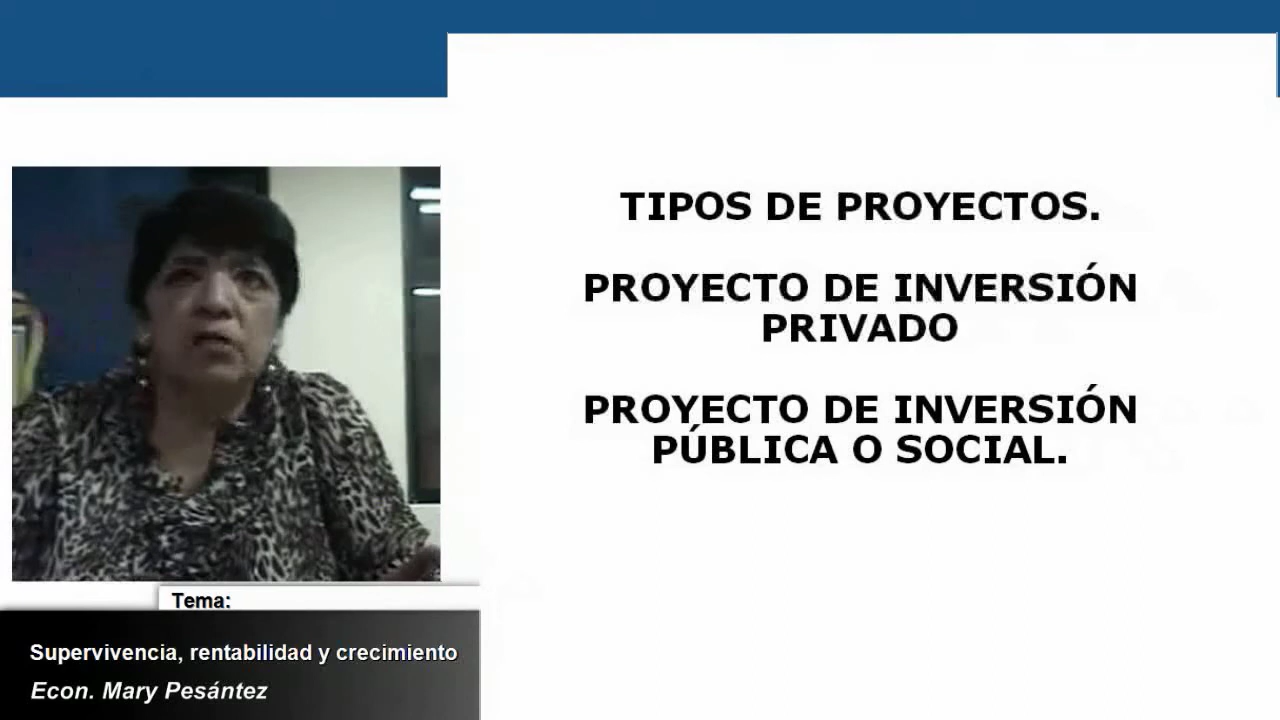 TIPOS DE PROYECTOS.
PROYECTO DE INVERSIÓN
PRIVADO
PROYECTO DE INVERSIÓN
PÚBLICA O SOCIAL.
Tema:
Supervivencia, rentabilidad y crecimiento
Econ. Mary Pesántez